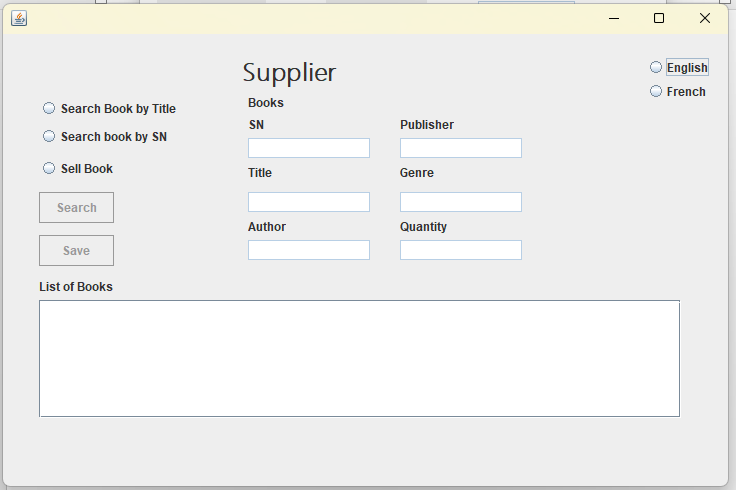 Supplier
English
French
Search Book by Title
Search book by SN
Sell Book
Search
Save
Books
SN
Publisher
Title
Genre
Author
Quantity
List of Books